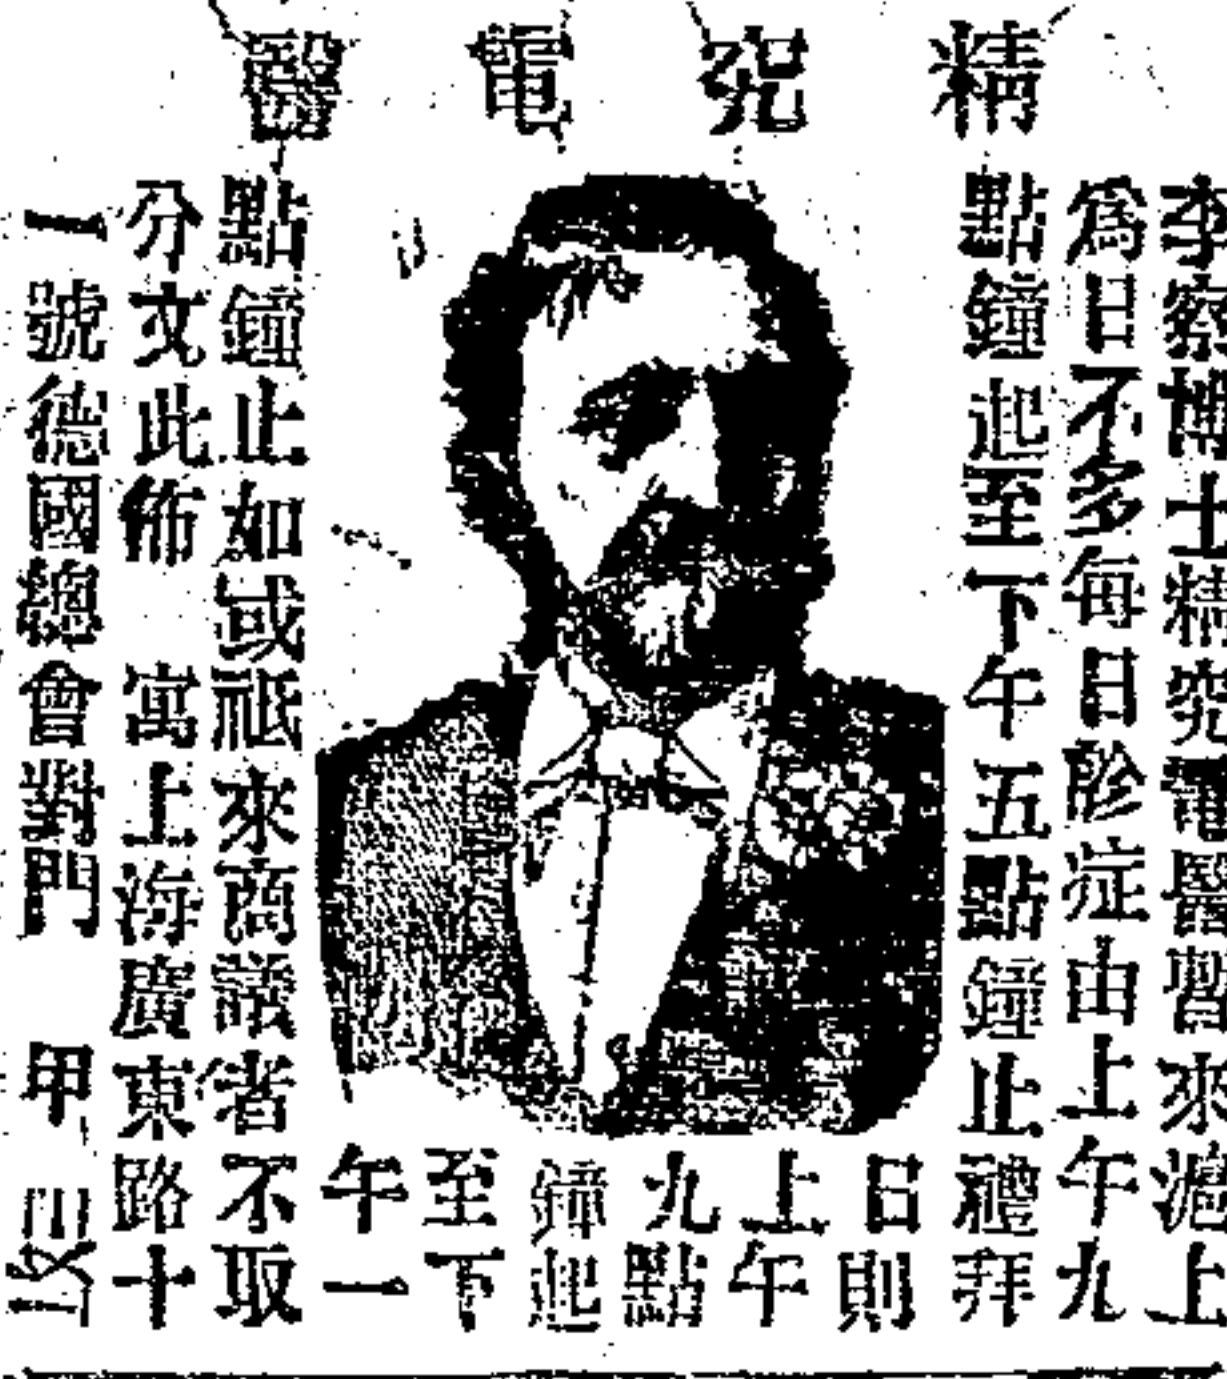 精究電醫
李察博士精究電醫暫來滬上
爲日不多每日胗症由上午九
點鐘起至下午五點鐘止禮拜
日則
上午
九點
鐘起
至下
午一
點鐘止如或祗來商議者不取
分文此佈 寓上海廣東路十
一號德國總會對門 甲